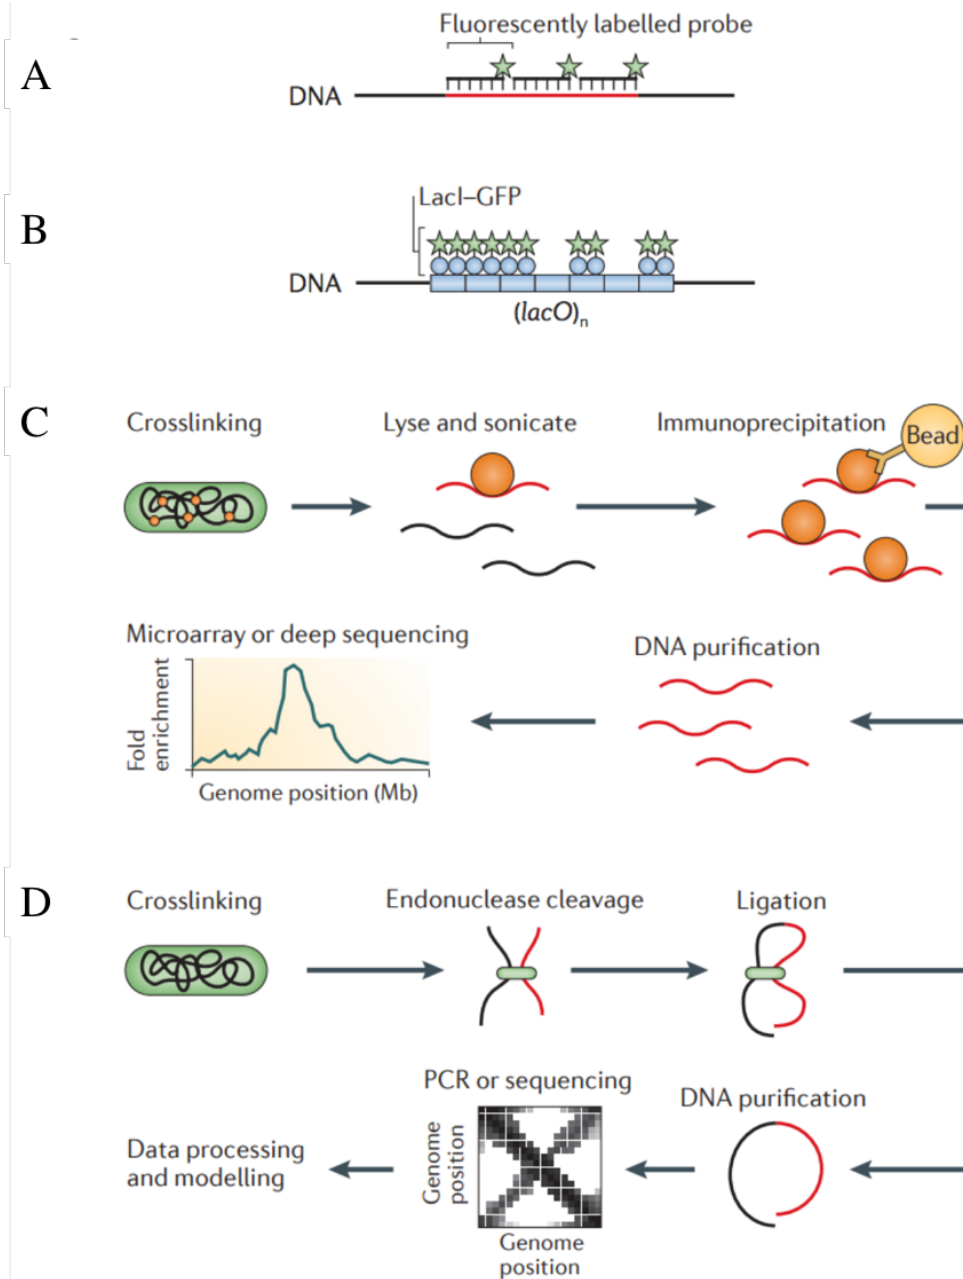 A
Fluorescently labelled probe
DNA
B
LacI–GFP
DNA
(lacO)n
C
Crosslinking
Lyse and sonicate
Immunoprecipitation
Bead
Microarray or deep sequencing
Fold
enrichment
Genome position (Mb)
DNA purification
D
Crosslinking
Endonuclease cleavage
Ligation
PCR or sequencing
Genome
position
Genome
position
DNA purification
Data processing
and modelling